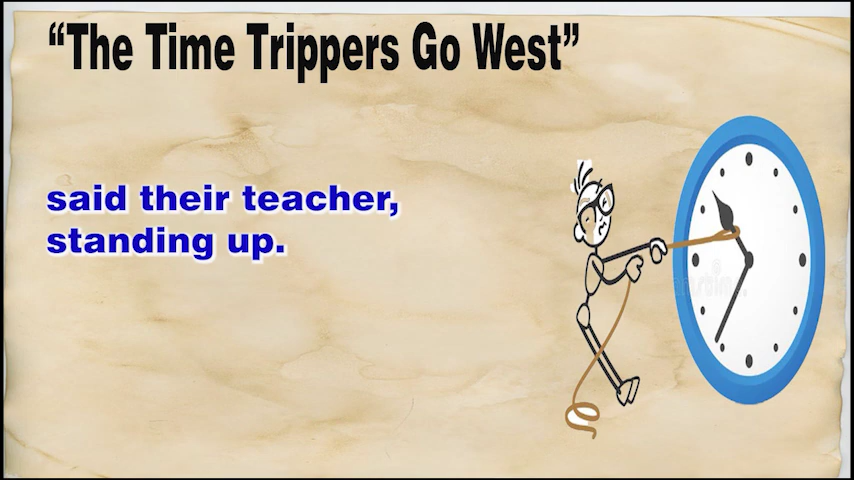 “The Time Trippers Go West”
said their teacher,
standing up.